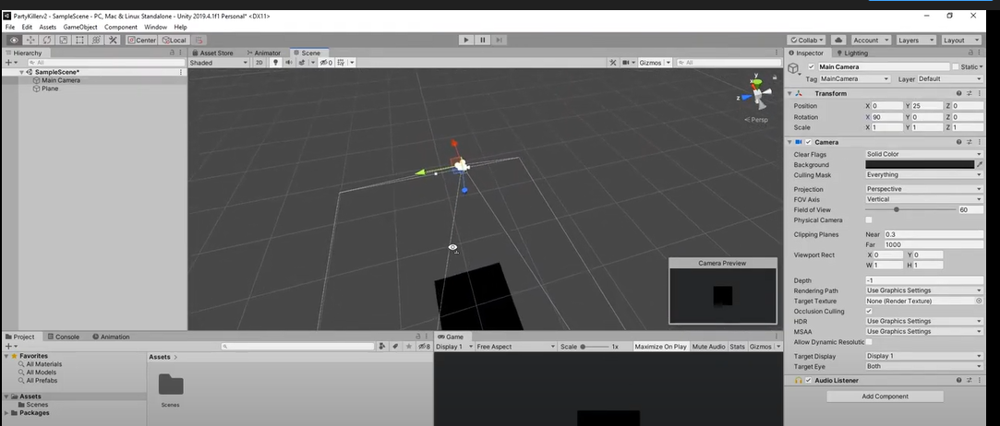 PartyKillerv2 - SampleScene - PC, Mac & Linux Standalone - Unity 2019.4.1f1 Personal* <DX11>
File Edit Assets GameObject Component Window Help
Center Local Collab Account Layers Layout
Hierarchy
All
SampleScene*
Main Camera
Plane
Asset Store Animator Scene
Shaded 2D 0 Gizmos All
y
z
Persp
Camera Preview
Inspector Lighting
Main Camera Static
Tag MainCamera Layer Default
Transform
Position X 0 Y 25 Z 0
Rotation X 90 Y 0 Z 0
Scale X 1 Y 1 Z 1
Camera
Clear Flags Solid Color
Background
Culling Mask Everything
Projection Perspective
FOV Axis Vertical
Field of View 60
Physical Camera
Clipping Planes Near 0.3
Far 1000
Viewport Rect X 0 Y 0
W 1 H 1
Depth -1
Rendering Path Use Graphics Settings
Target Texture None (Render Texture)
Occlusion Culling
HDR Use Graphics Settings
MSAA Use Graphics Settings
Allow Dynamic Resolutic
Target Display Display 1
Target Eye Both
Audio Listener
Add Component
Project Console Animation
8
Favorites
All Materials
All Models
All Prefabs
Assets
Scenes
Packages
Assets >
Scenes
Game
Display 1 Free Aspect Scale 1x Maximize On Play Mute Audio Stats Gizmos